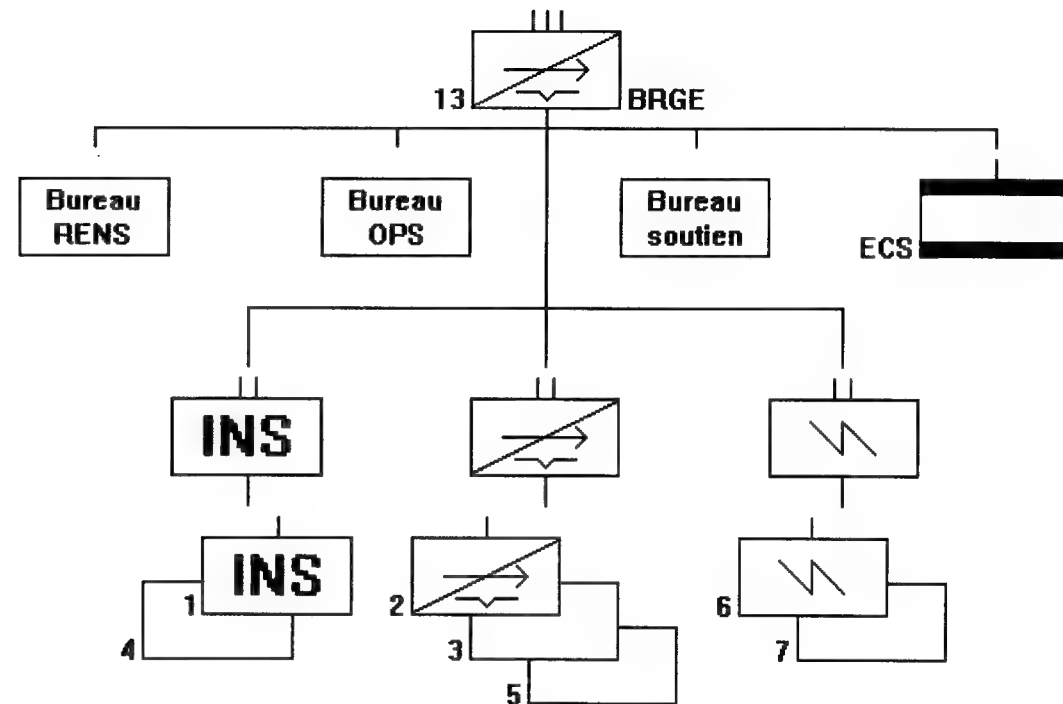 13 BRGE
Bureau
RENS
Bureau
OPS
Bureau
soutien
ECS
INS
INS
1
4
2
3
5
6
7